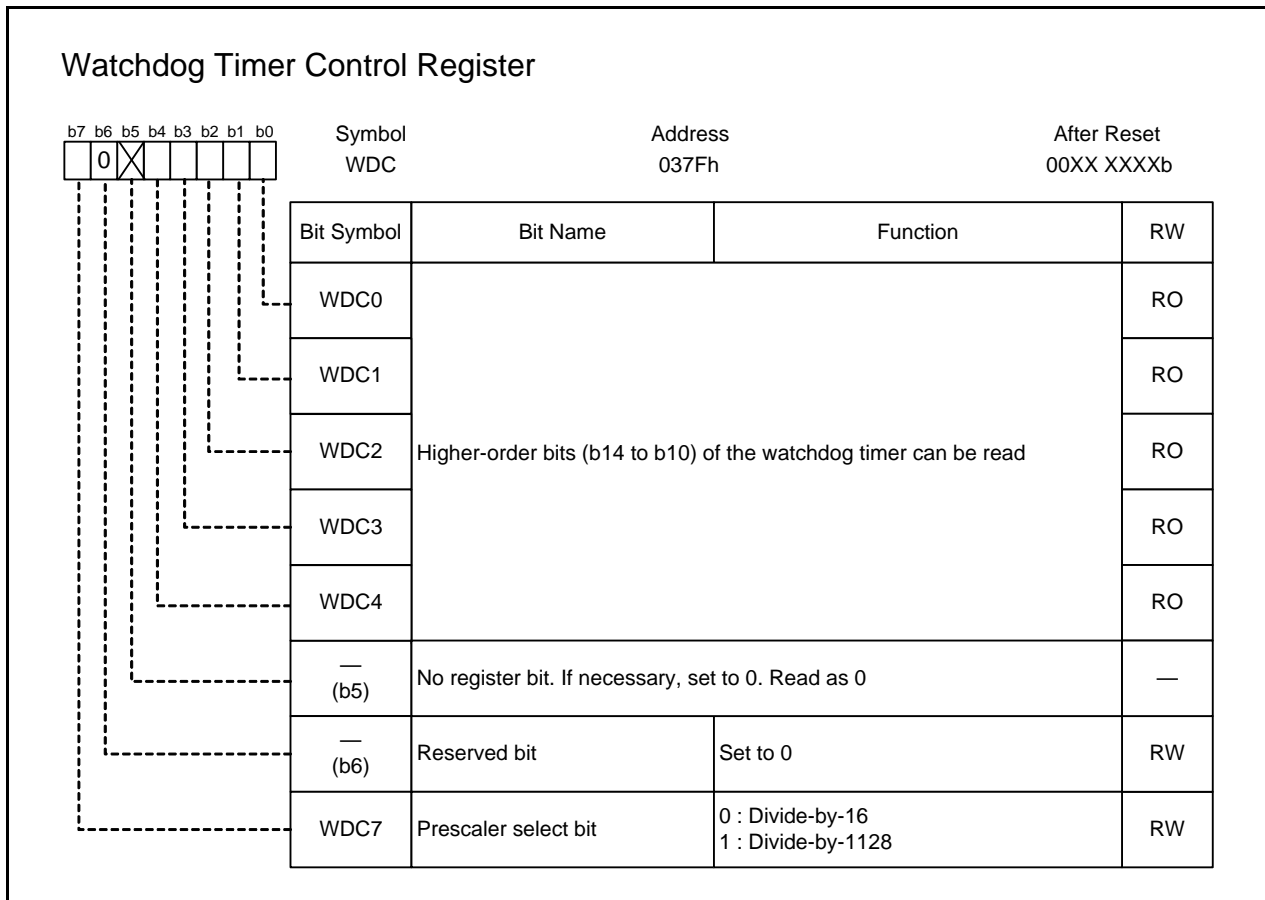 Watchdog Timer Control Register
b7 b6 b5 b4 b3 b2 b1 b0
Symbol Address After Reset
0
WDC 037Fh 00XX XXXXb
Bit Symbol Bit Name Function RW
WDC0 RO
WDC1 RO
WDC2 Higher-order bits (b14 to b10) of the watchdog timer can be read RO
WDC3 RO
WDC4 RO
—
(b5) No register bit. If necessary, set to 0. Read as 0 —
—
(b6) Reserved bit Set to 0 RW
WDC7 Prescaler select bit 0 : Divide-by-16
1 : Divide-by-1128 RW